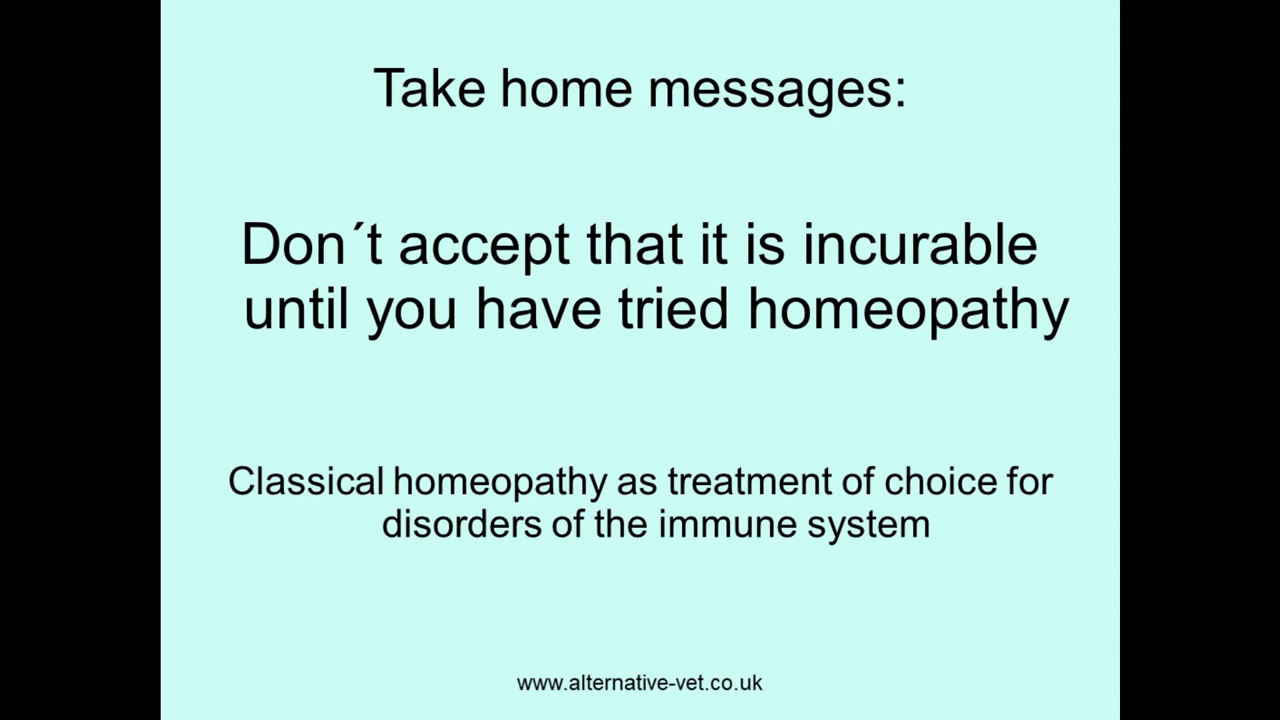 Take home messages:
Don´t accept that it is incurable
until you have tried homeopathy
Classical homeopathy as treatment of choice for
disorders of the immune system
www.alternative-vet.co.uk